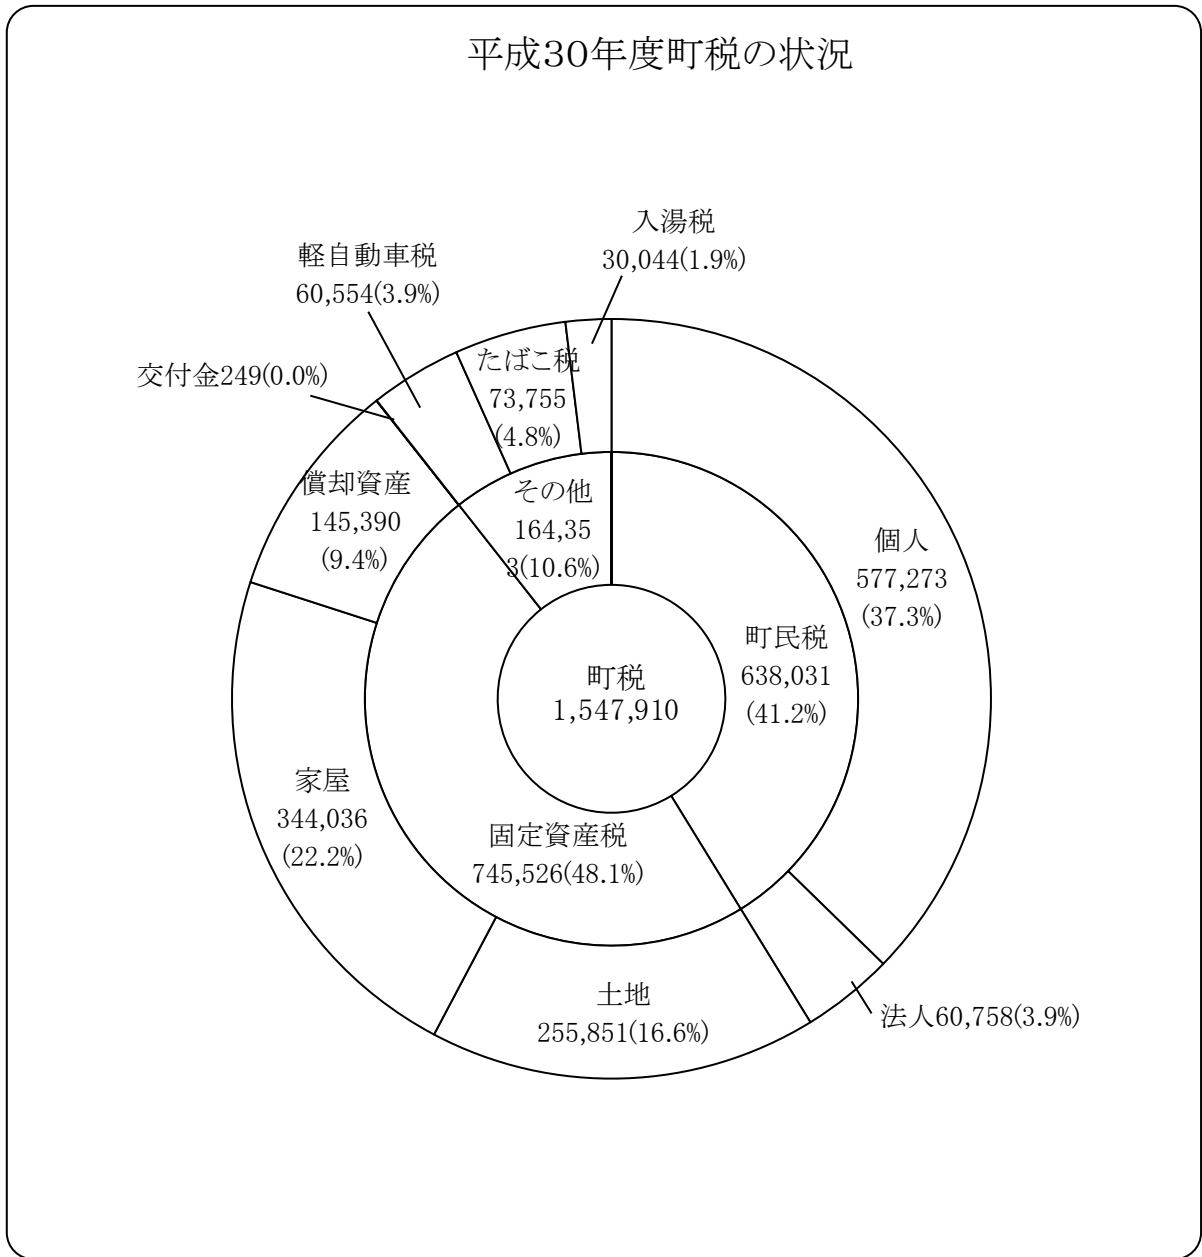 平成30年度町税の状況
入湯税
30,044(1.9%)
軽自動車税
60,554(3.9%)
交付金249(0.0%)
たばこ税
73,755
(4.8%)
償却資産
145,390
(9.4%)
その他
164,35
3(10.6%)
個人
577,273
(37.3%)
町民税
638,031
(41.2%)
町税
1,547,910
家屋
344,036
(22.2%)
固定資産税
745,526(48.1%)
土地
255,851(16.6%)
法人60,758(3.9%)